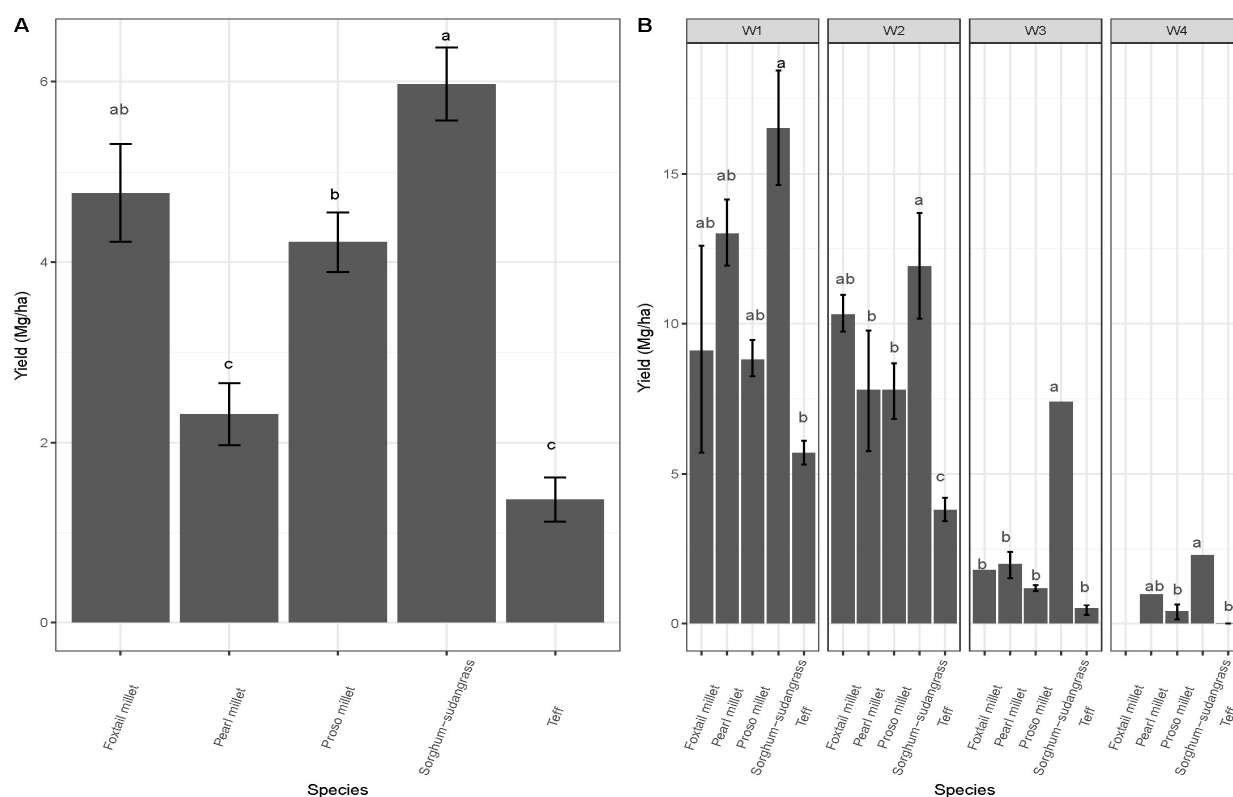 A
Yield (Mg/ha)
6
4
2
0
ab
c
b
a
c
Foxtail millet
Pearl millet
Proso millet
Sorghum-sudangrass
Teff
Species
B
W1
W2
W3
W4
Yield (Mg/ha)
15
10
5
0
ab
ab
ab
a
b
ab
b
b
a
c
b
b
b
a
b
ab
b
a
b
Foxtail millet
Pearl millet
Proso millet
Sorghum-sudangrass
Teff
Foxtail millet
Pearl millet
Proso millet
Sorghum-sudangrass
Teff
Foxtail millet
Pearl millet
Proso millet
Sorghum-sudangrass
Teff
Foxtail millet
Pearl millet
Proso millet
Sorghum-sudangrass
Teff
Species